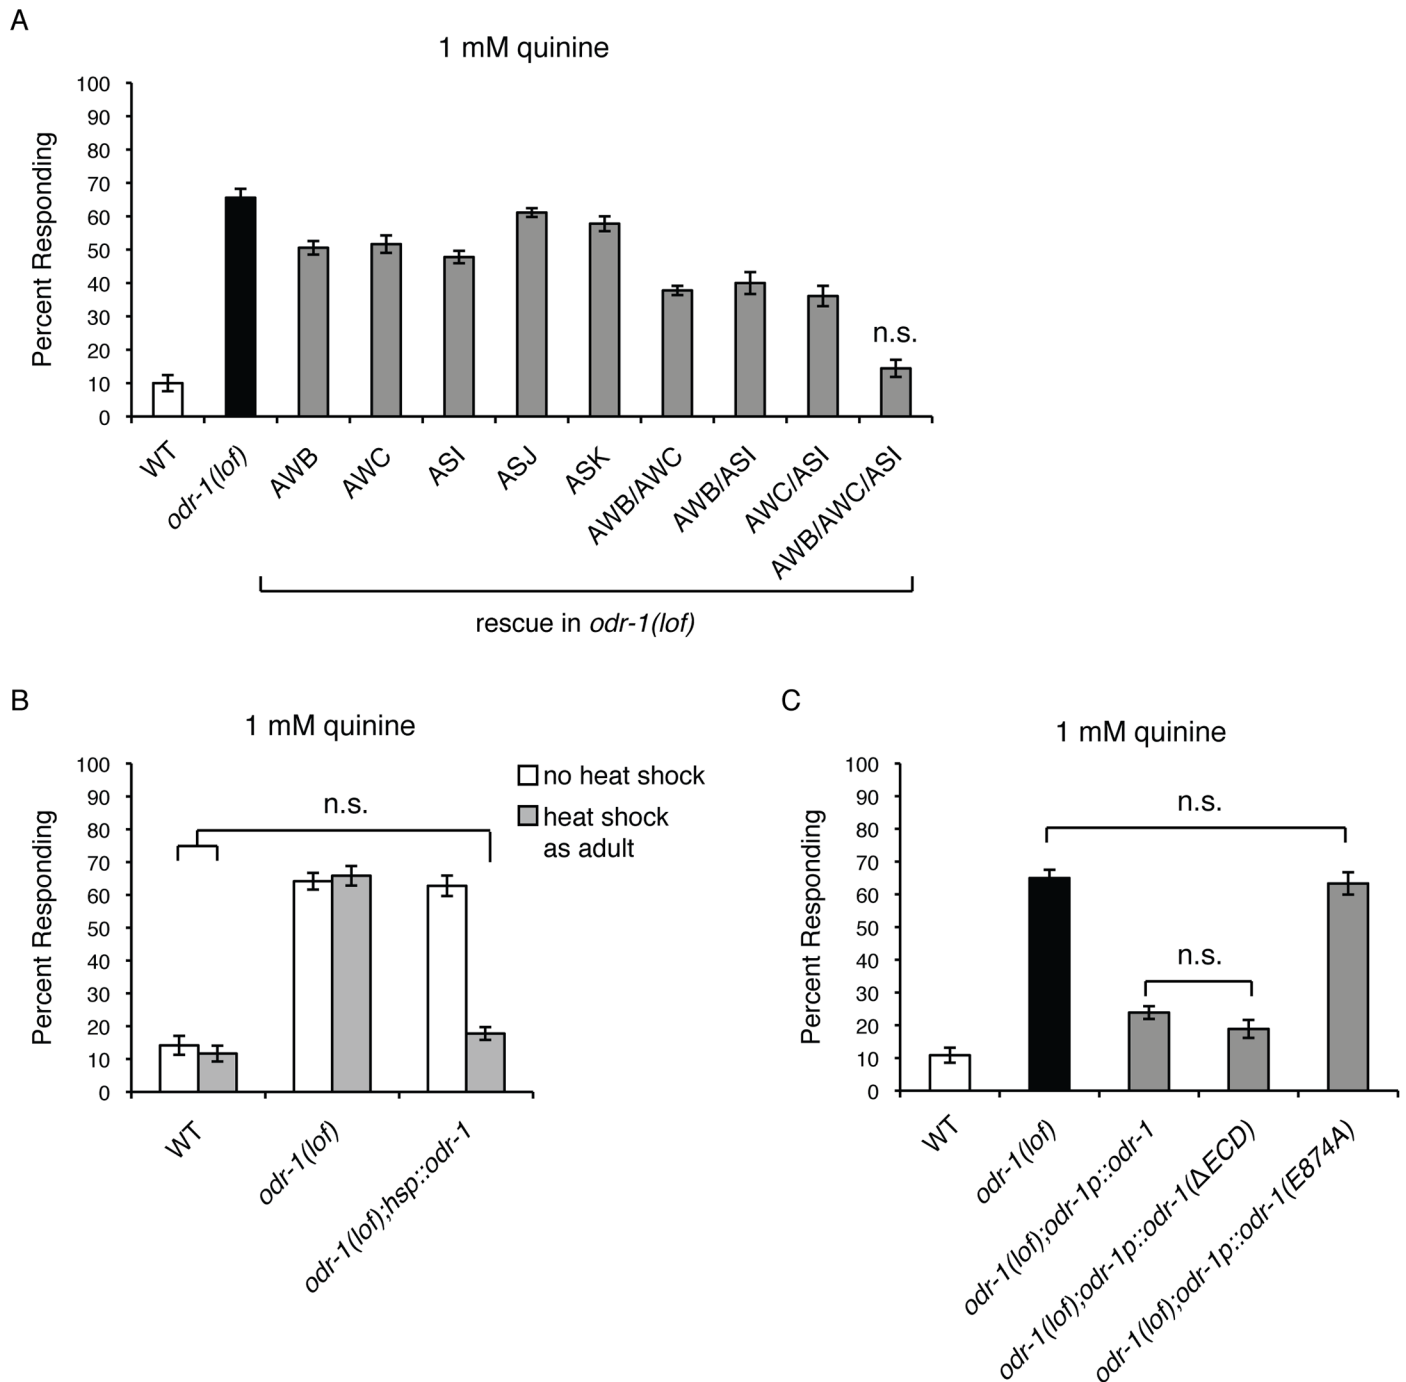 A
1 mM quinine
Percent Responding
100
90
80
70
60
50
40
30
20
10
0
n.s.
WT
odr-1(lof)
AWB
AWC
ASI
ASJ
ASK
AWB/AWC
AWB/ASI
AWC/ASI
AWB/AWC/ASI
rescue in odr-1(lof)
B
1 mM quinine
Percent Responding
100
90
80
70
60
50
40
30
20
10
0
n.s.
no heat shock
heat shock
as adult
WT
odr-1(lof)
odr-1(lof);hsp::odr-1
C
1 mM quinine
Percent Responding
100
90
80
70
60
50
40
30
20
10
0
n.s.
n.s.
WT
odr-1(lof)
odr-1(lof);odr-1p::odr-1
odr-1(lof);odr-1p::odr-1(ΔECD)
odr-1(lof);odr-1p::odr-1(E874A)